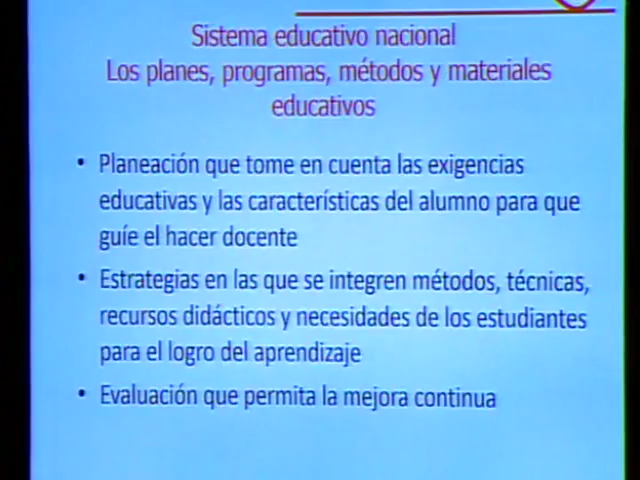 Sistema educativo nacional
Los planes, programas, métodos y materiales
educativos
• Planeación que tome en cuenta las exigencias
educativas y las características del alumno para que
guíe el hacer docente
• Estrategias en las que se integren métodos, técnicas,
recursos didácticos y necesidades de los estudiantes
para el logro del aprendizaje
• Evaluación que permita la mejora continua